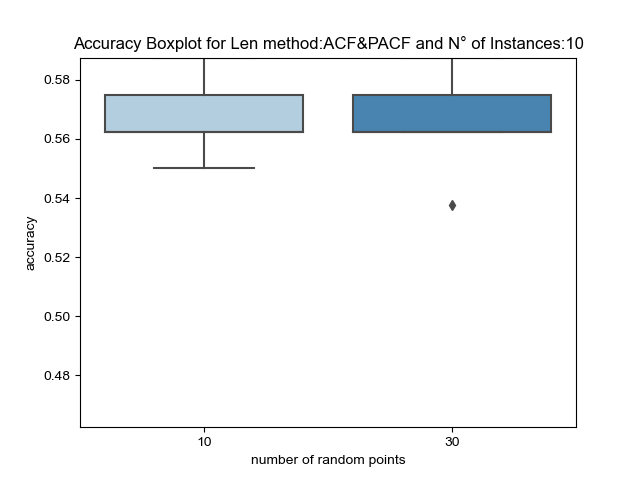 Accuracy Boxplot for Len method:ACF&PACF and N° of Instances:10
0.58
0.56
0.54
0.52
0.50
0.48
accuracy
10 30
number of random points